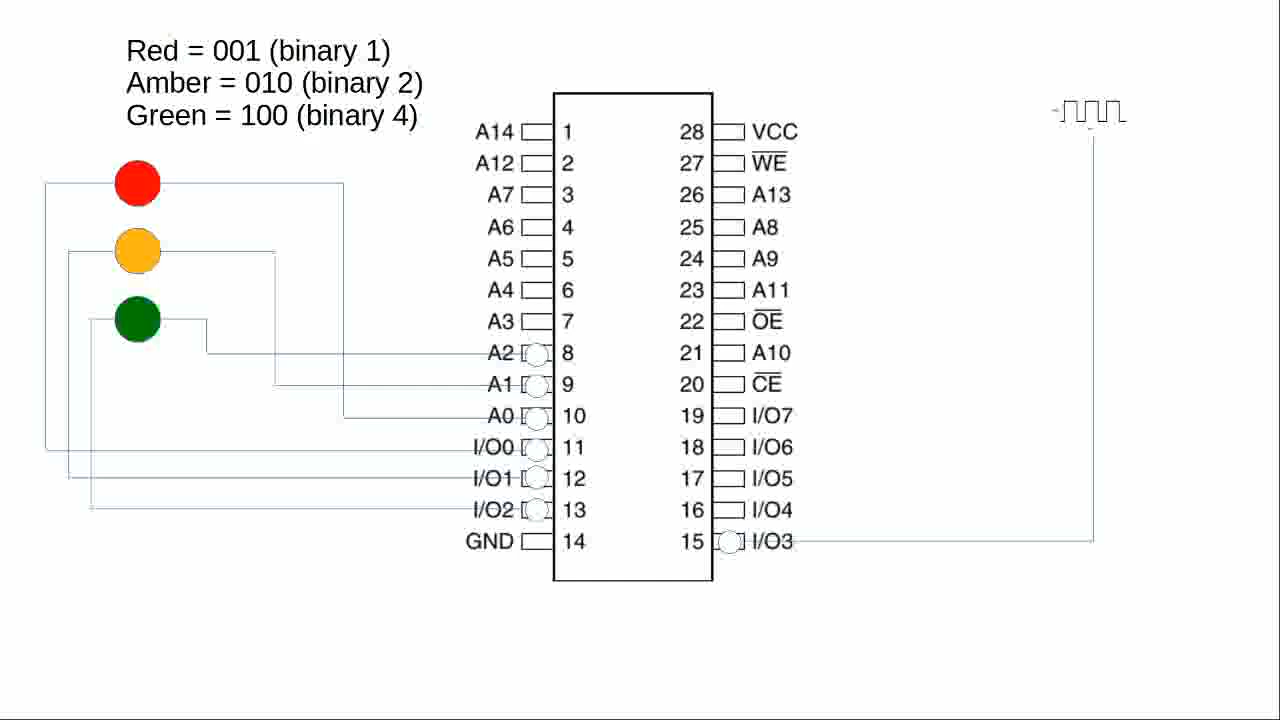 Red = 001 (binary 1)
Amber = 010 (binary 2)
Green = 100 (binary 4)
A14 1 28 VCC
A12 2 27 WE
A7 3 26 A13
A6 4 25 A8
A5 5 24 A9
A4 6 23 A11
A3 7 22 OE
A2 8 21 A10
A1 9 20 CE
A0 10 19 I/O7
I/O0 11 18 I/O6
I/O1 12 17 I/O5
I/O2 13 16 I/O4
GND 14 15 I/O3